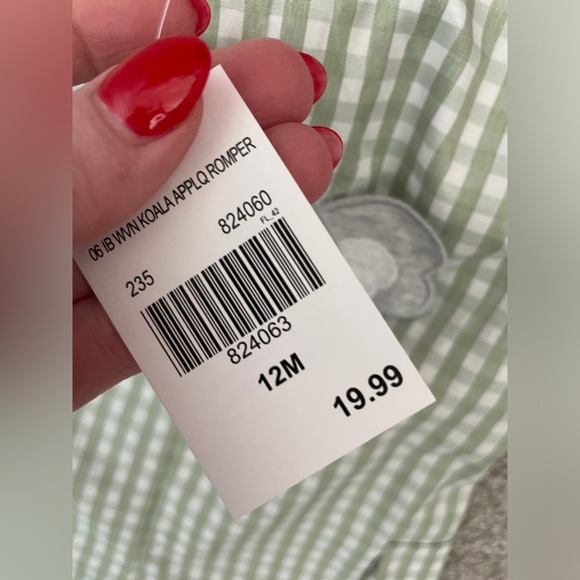 06 IB WVN KOALA APPLQ ROMPER
235 824060
FL_42
824063
12M
19.99